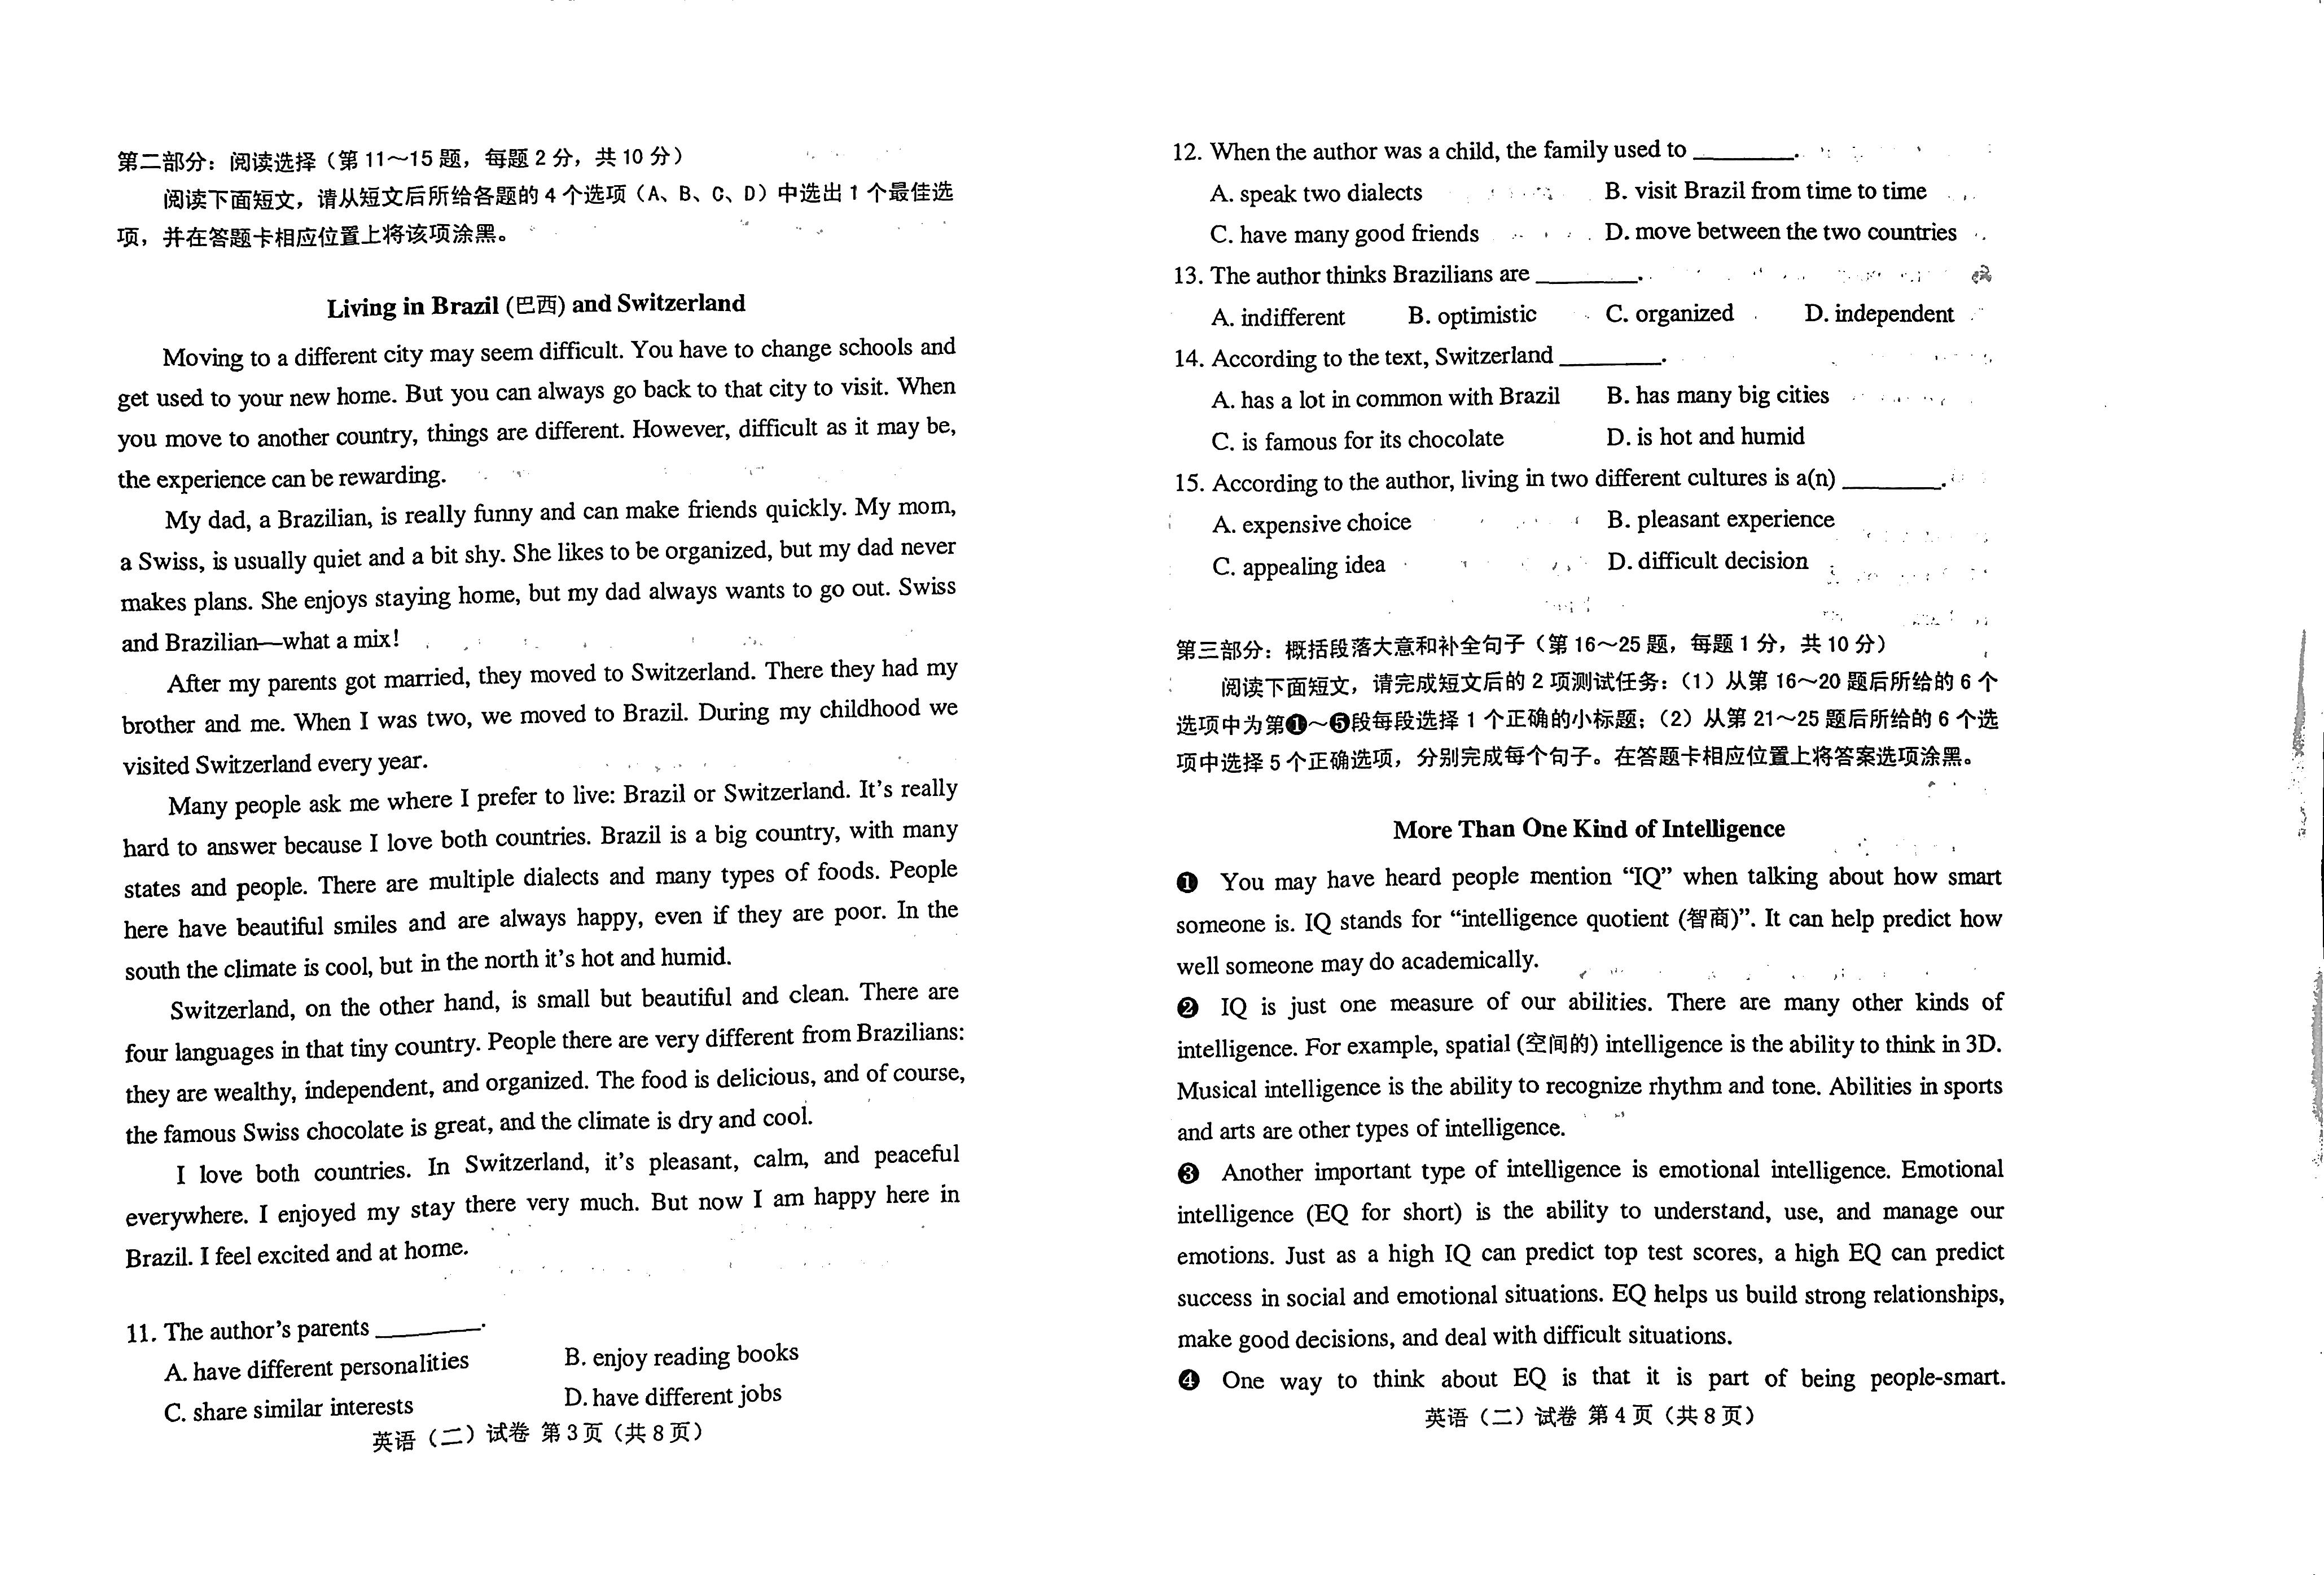 第二部分：阅读选择（第 11～15 题，每题 2 分，共 10 分）
阅读下面短文，请从短文后所给各题的 4 个选项（A、B、C、D）中选出 1 个最佳选
项，并在答题卡相应位置上将该项涂黑。
Living in Brazil (巴西) and Switzerland
Moving to a different city may seem difficult. You have to change schools and
get used to your new home. But you can always go back to that city to visit. When
you move to another country, things are different. However, difficult as it may be,
the experience can be rewarding.
My dad, a Brazilian, is really funny and can make friends quickly. My mom,
a Swiss, is usually quiet and a bit shy. She likes to be organized, but my dad never
makes plans. She enjoys staying home, but my dad always wants to go out. Swiss
and Brazilian—what a mix!
After my parents got married, they moved to Switzerland. There they had my
brother and me. When I was two, we moved to Brazil. During my childhood we
visited Switzerland every year.
Many people ask me where I prefer to live: Brazil or Switzerland. It's really
hard to answer because I love both countries. Brazil is a big country, with many
states and people. There are multiple dialects and many types of foods. People
here have beautiful smiles and are always happy, even if they are poor. In the
south the climate is cool, but in the north it's hot and humid.
Switzerland, on the other hand, is small but beautiful and clean. There are
four languages in that tiny country. People there are very different from Brazilians:
they are wealthy, independent, and organized. The food is delicious, and of course,
the famous Swiss chocolate is great, and the climate is dry and cool.
I love both countries. In Switzerland, it's pleasant, calm, and peaceful
everywhere. I enjoyed my stay there very much. But now I am happy here in
Brazil. I feel excited and at home.
11. The author's parents ________.
A. have different personalities B. enjoy reading books
C. share similar interests D. have different jobs
英语（二）试卷 第 3 页（共 8 页）
12. When the author was a child, the family used to ________.
A. speak two dialects B. visit Brazil from time to time
C. have many good friends D. move between the two countries
13. The author thinks Brazilians are ________.
A. indifferent B. optimistic C. organized D. independent
14. According to the text, Switzerland ________.
A. has a lot in common with Brazil B. has many big cities
C. is famous for its chocolate D. is hot and humid
15. According to the author, living in two different cultures is a(n) ________.
A. expensive choice B. pleasant experience
C. appealing idea D. difficult decision
第三部分：概括段落大意和补全句子（第 16～25 题，每题 1 分，共 10 分）
阅读下面短文，请完成短文后的 2 项测试任务：（1）从第 16～20 题后所给的 6 个
选项中为第❶～❺段每段选择 1 个正确的小标题；（2）从第 21～25 题后所给的 6 个选
项中选择 5 个正确选项，分别完成每个句子。在答题卡相应位置上将答案选项涂黑。
More Than One Kind of Intelligence
❶ You may have heard people mention “IQ” when talking about how smart
someone is. IQ stands for “intelligence quotient (智商)”. It can help predict how
well someone may do academically.
❷ IQ is just one measure of our abilities. There are many other kinds of
intelligence. For example, spatial (空间的) intelligence is the ability to think in 3D.
Musical intelligence is the ability to recognize rhythm and tone. Abilities in sports
and arts are other types of intelligence.
❸ Another important type of intelligence is emotional intelligence. Emotional
intelligence (EQ for short) is the ability to understand, use, and manage our
emotions. Just as a high IQ can predict top test scores, a high EQ can predict
success in social and emotional situations. EQ helps us build strong relationships,
make good decisions, and deal with difficult situations.
❹ One way to think about EQ is that it is part of being people-smart.
英语（二）试卷 第 4 页（共 8 页）